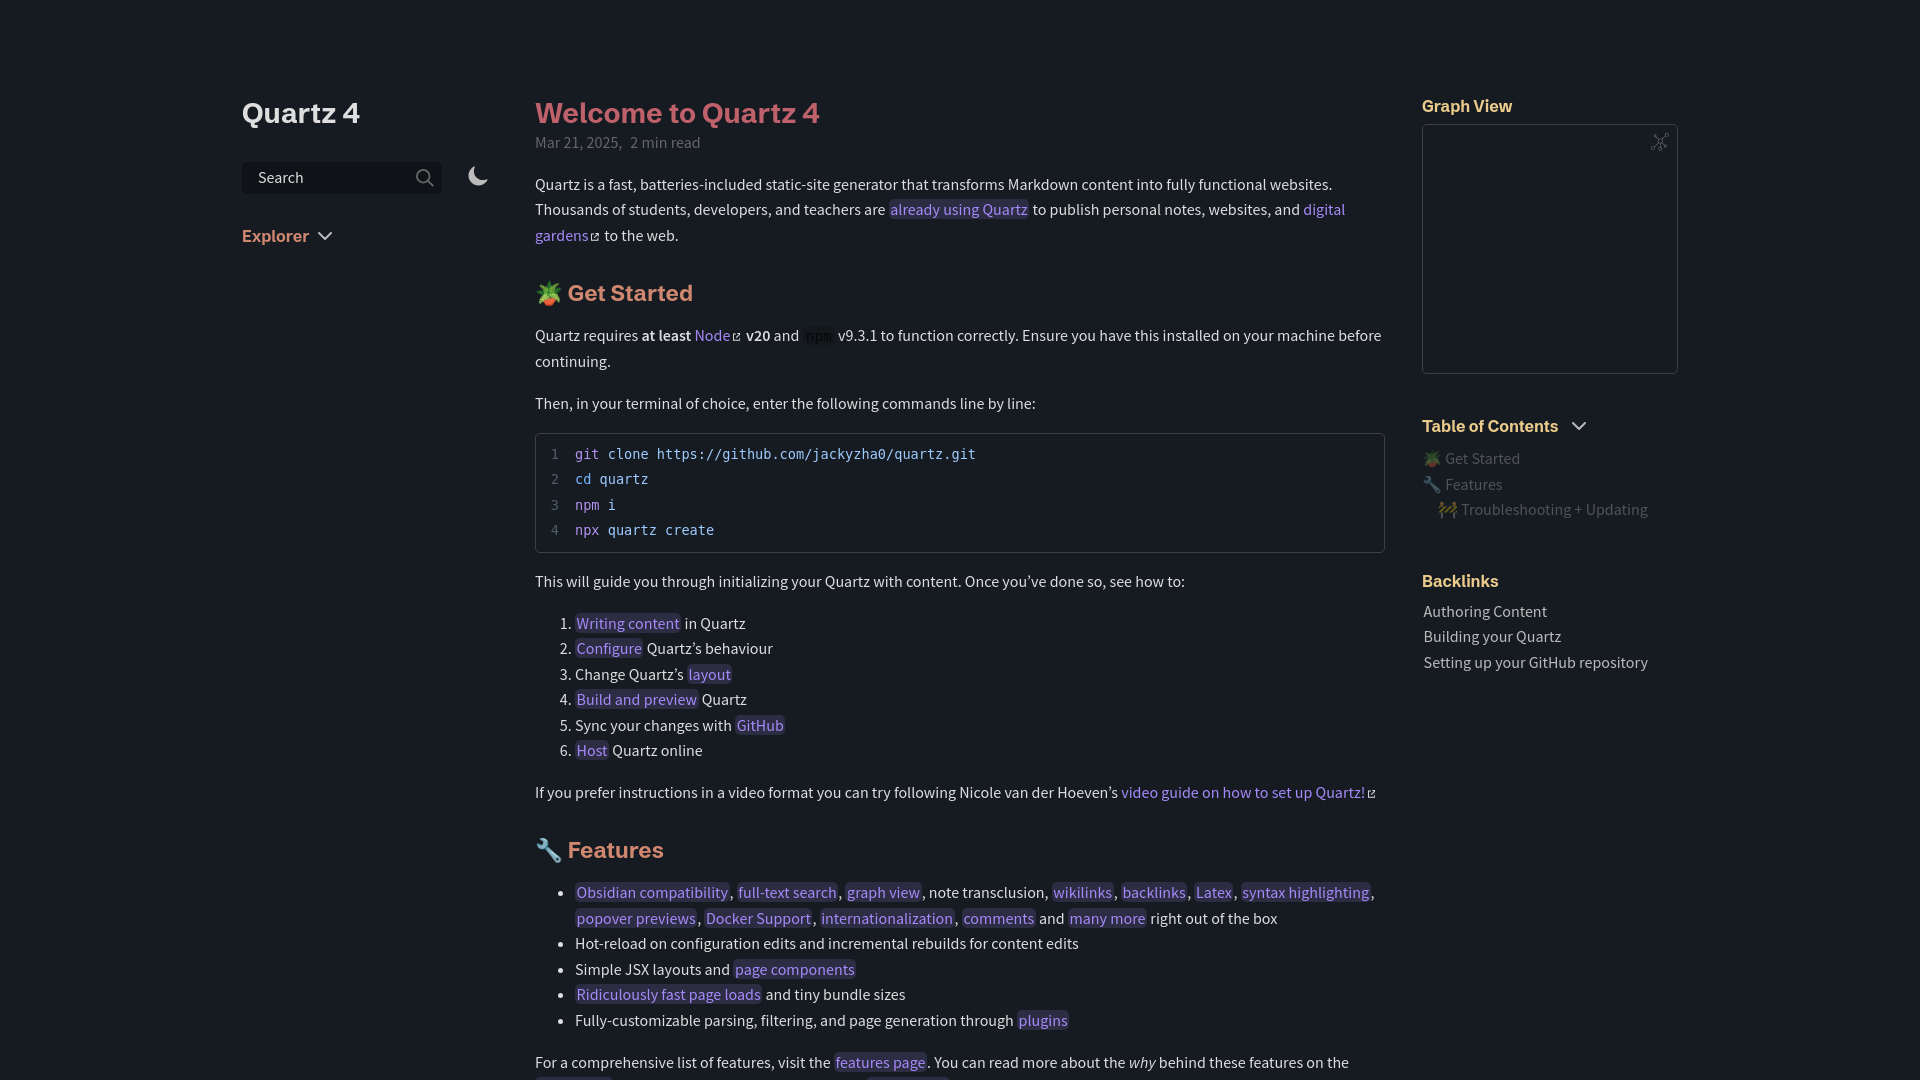 Quartz 4
Search
Explorer
Welcome to Quartz 4
Mar 21, 2025, 2 min read
Quartz is a fast, batteries-included static-site generator that transforms Markdown content into fully functional websites.
Thousands of students, developers, and teachers are already using Quartz to publish personal notes, websites, and digital
gardens to the web.
🪴 Get Started
Quartz requires at least Node v20 and npm v9.3.1 to function correctly. Ensure you have this installed on your machine before
continuing.
Then, in your terminal of choice, enter the following commands line by line:
1 git clone https://github.com/jackyzha0/quartz.git
2 cd quartz
3 npm i
4 npx quartz create
This will guide you through initializing your Quartz with content. Once you’ve done so, see how to:
1. Writing content in Quartz
2. Configure Quartz’s behaviour
3. Change Quartz’s layout
4. Build and preview Quartz
5. Sync your changes with GitHub
6. Host Quartz online
If you prefer instructions in a video format you can try following Nicole van der Hoeven’s video guide on how to set up Quartz!
🔧 Features
• Obsidian compatibility, full-text search, graph view, note transclusion, wikilinks, backlinks, Latex, syntax highlighting,
popover previews, Docker Support, internationalization, comments and many more right out of the box
• Hot-reload on configuration edits and incremental rebuilds for content edits
• Simple JSX layouts and page components
• Ridiculously fast page loads and tiny bundle sizes
• Fully-customizable parsing, filtering, and page generation through plugins
For a comprehensive list of features, visit the features page. You can read more about the why behind these features on the
Graph View
Table of Contents
🪴 Get Started
🔧 Features
🚧 Troubleshooting + Updating
Backlinks
Authoring Content
Building your Quartz
Setting up your GitHub repository